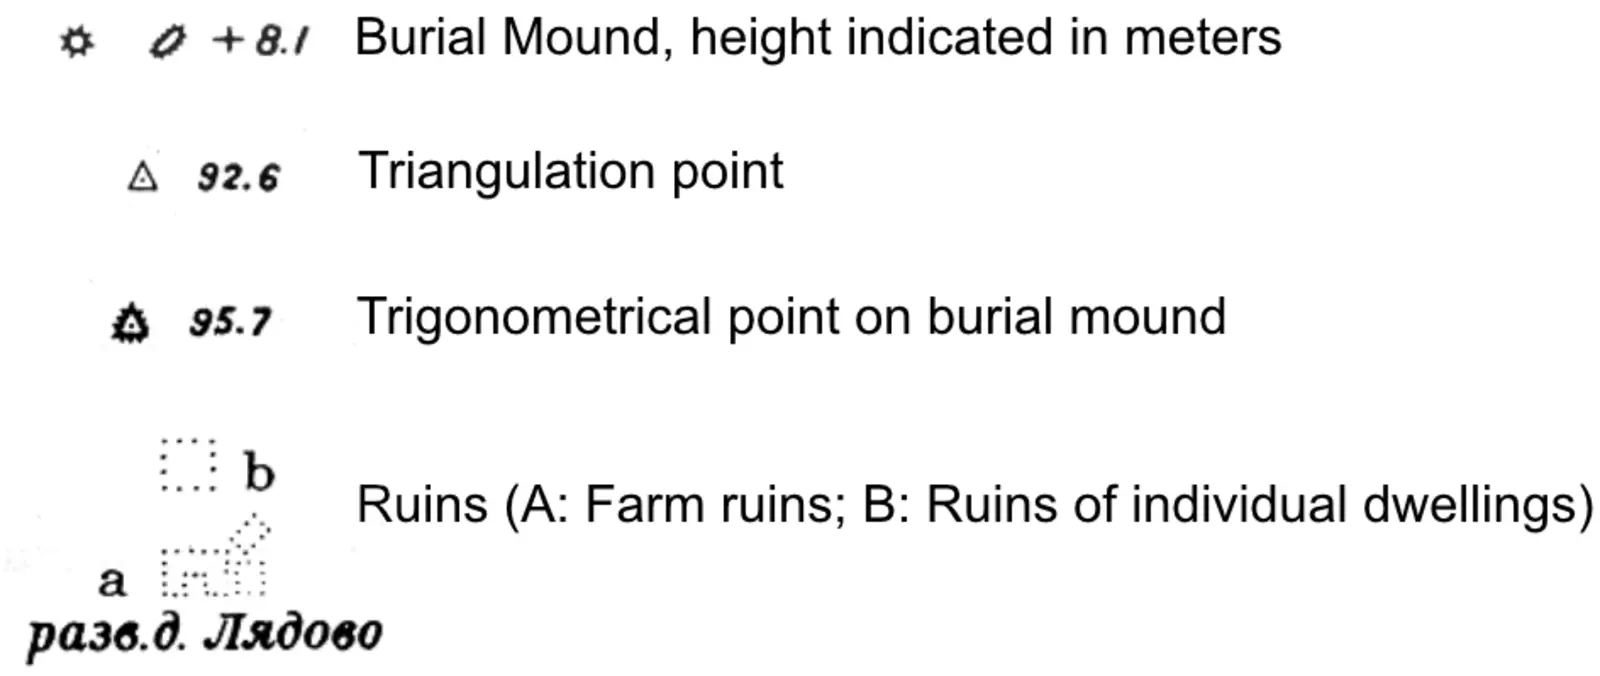 +8.1 Burial Mound, height indicated in meters
92.6 Triangulation point
95.7 Trigonometrical point on burial mound
b
Ruins (A: Farm ruins; B: Ruins of individual dwellings)
a
разв.д. Лядово